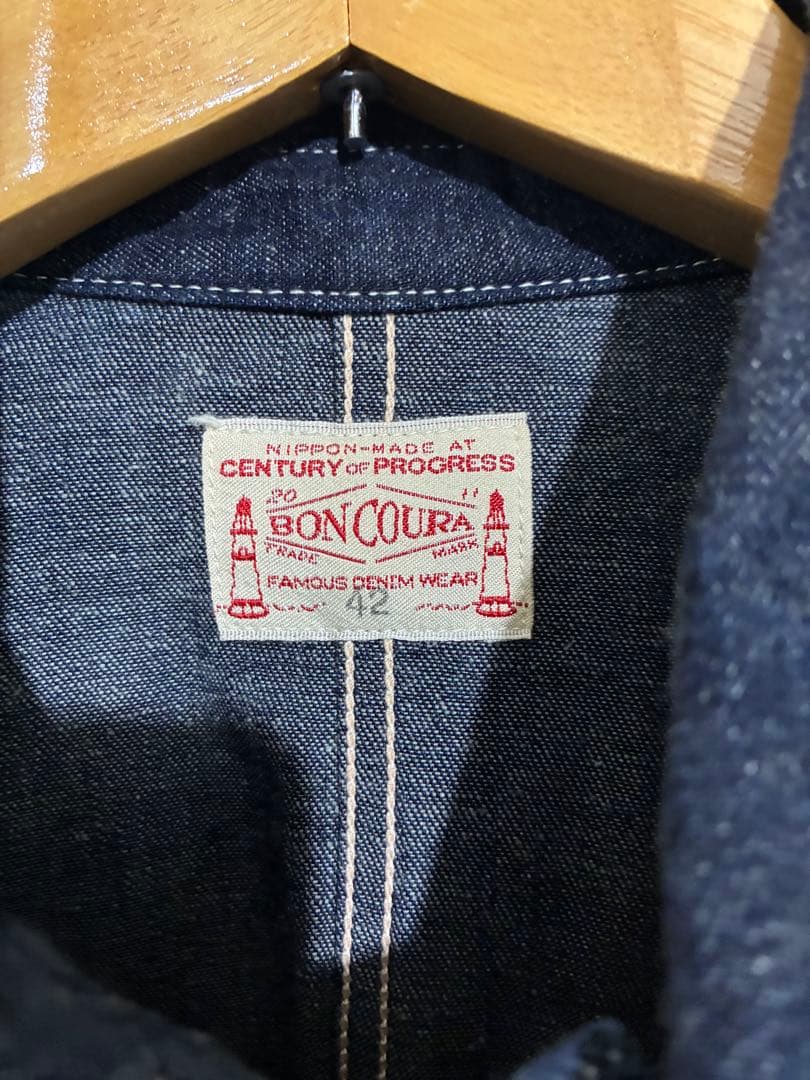 NIPPON-MADE AT
CENTURY OF PROGRESS
20 11
BONCOURA
TRADE MARK
FAMOUS DENIM WEAR
42